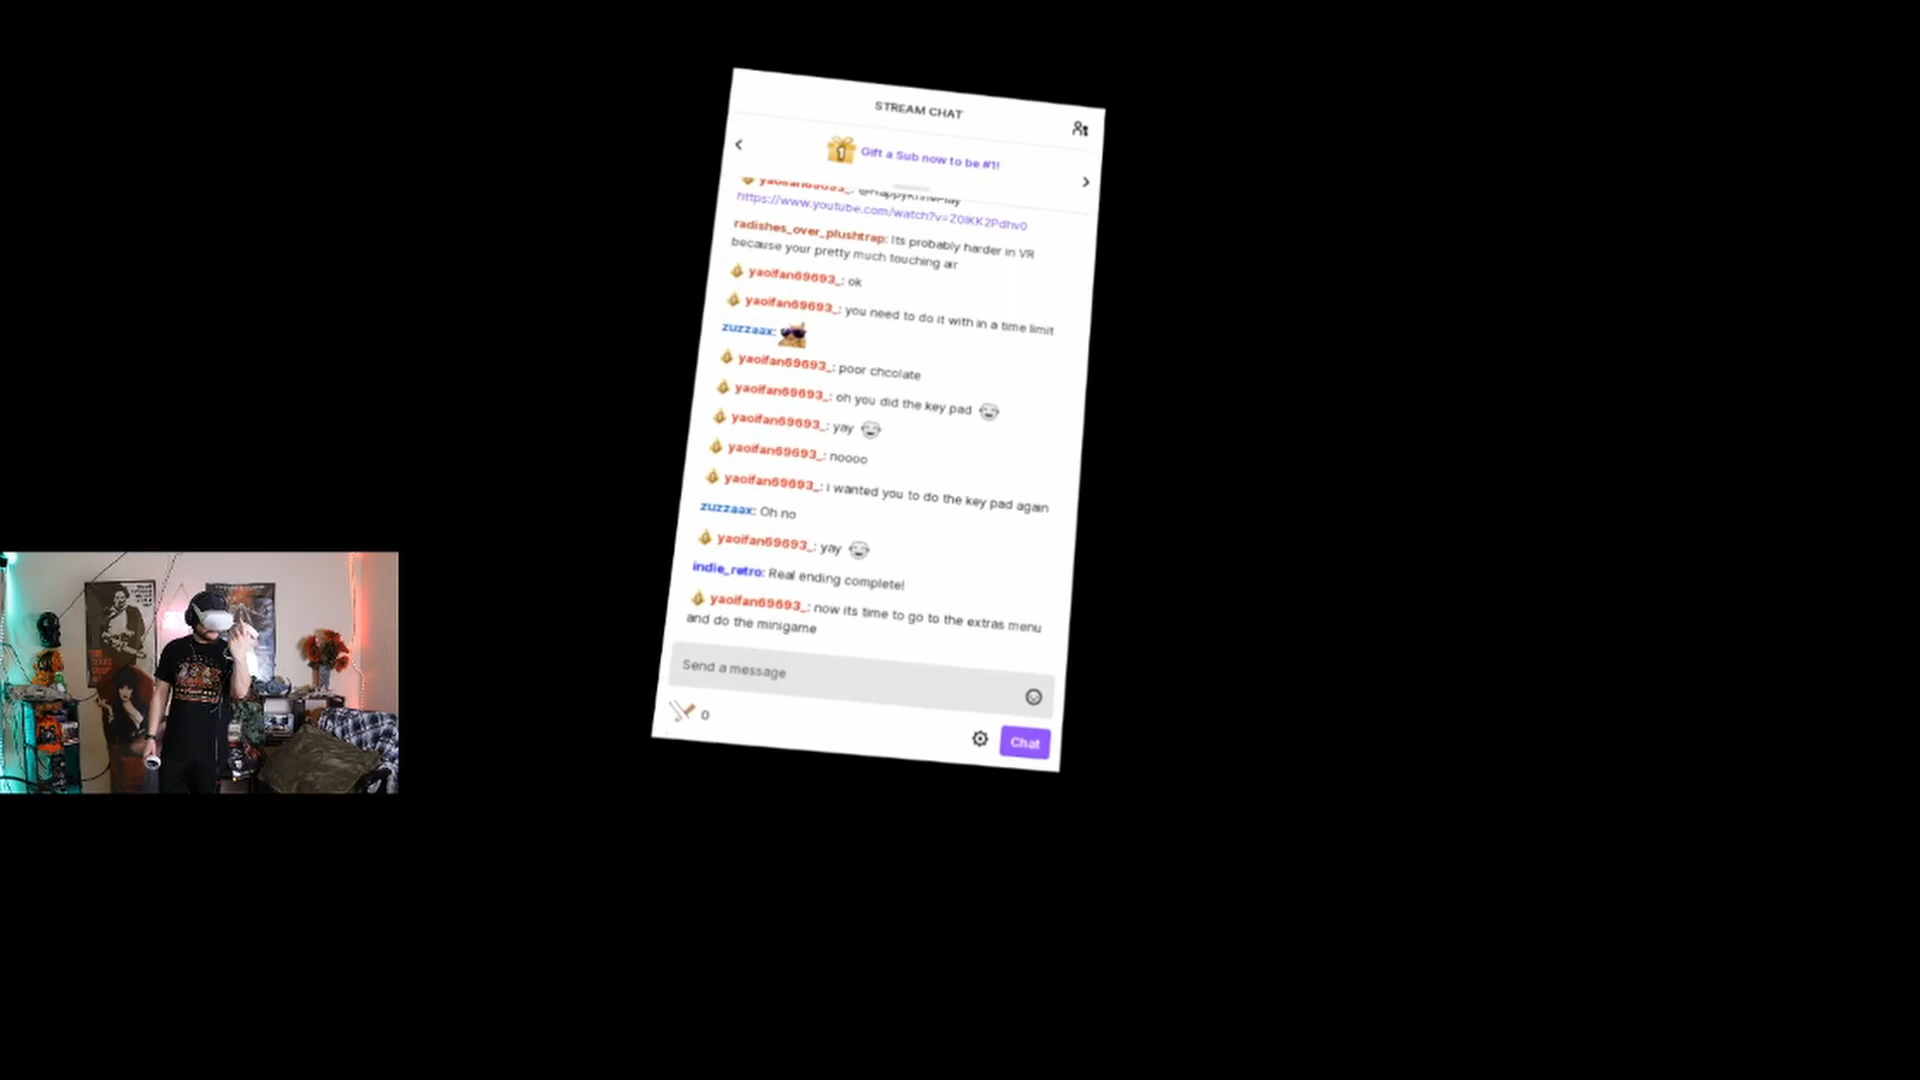 STREAM CHAT
Gift a Sub now to be #1!
yaoifan69693_: @HappyKnifePlay
https://www.youtube.com/watch?v=Z0IKK2Pdhv0
radishes_over_plushtrap: Its probably harder in VR
because your pretty much touching air
yaoifan69693_: ok
yaoifan69693_: you need to do it with in a time limit
zuzzaax:
yaoifan69693_: poor chcolate
yaoifan69693_: oh you did the key pad
yaoifan69693_: yay
yaoifan69693_: noooo
yaoifan69693_: i wanted you to do the key pad again
zuzzaax: Oh no
yaoifan69693_: yay
indie_retro: Real ending complete!
yaoifan69693_: now its time to go to the extras menu
and do the minigame
Send a message
0
Chat